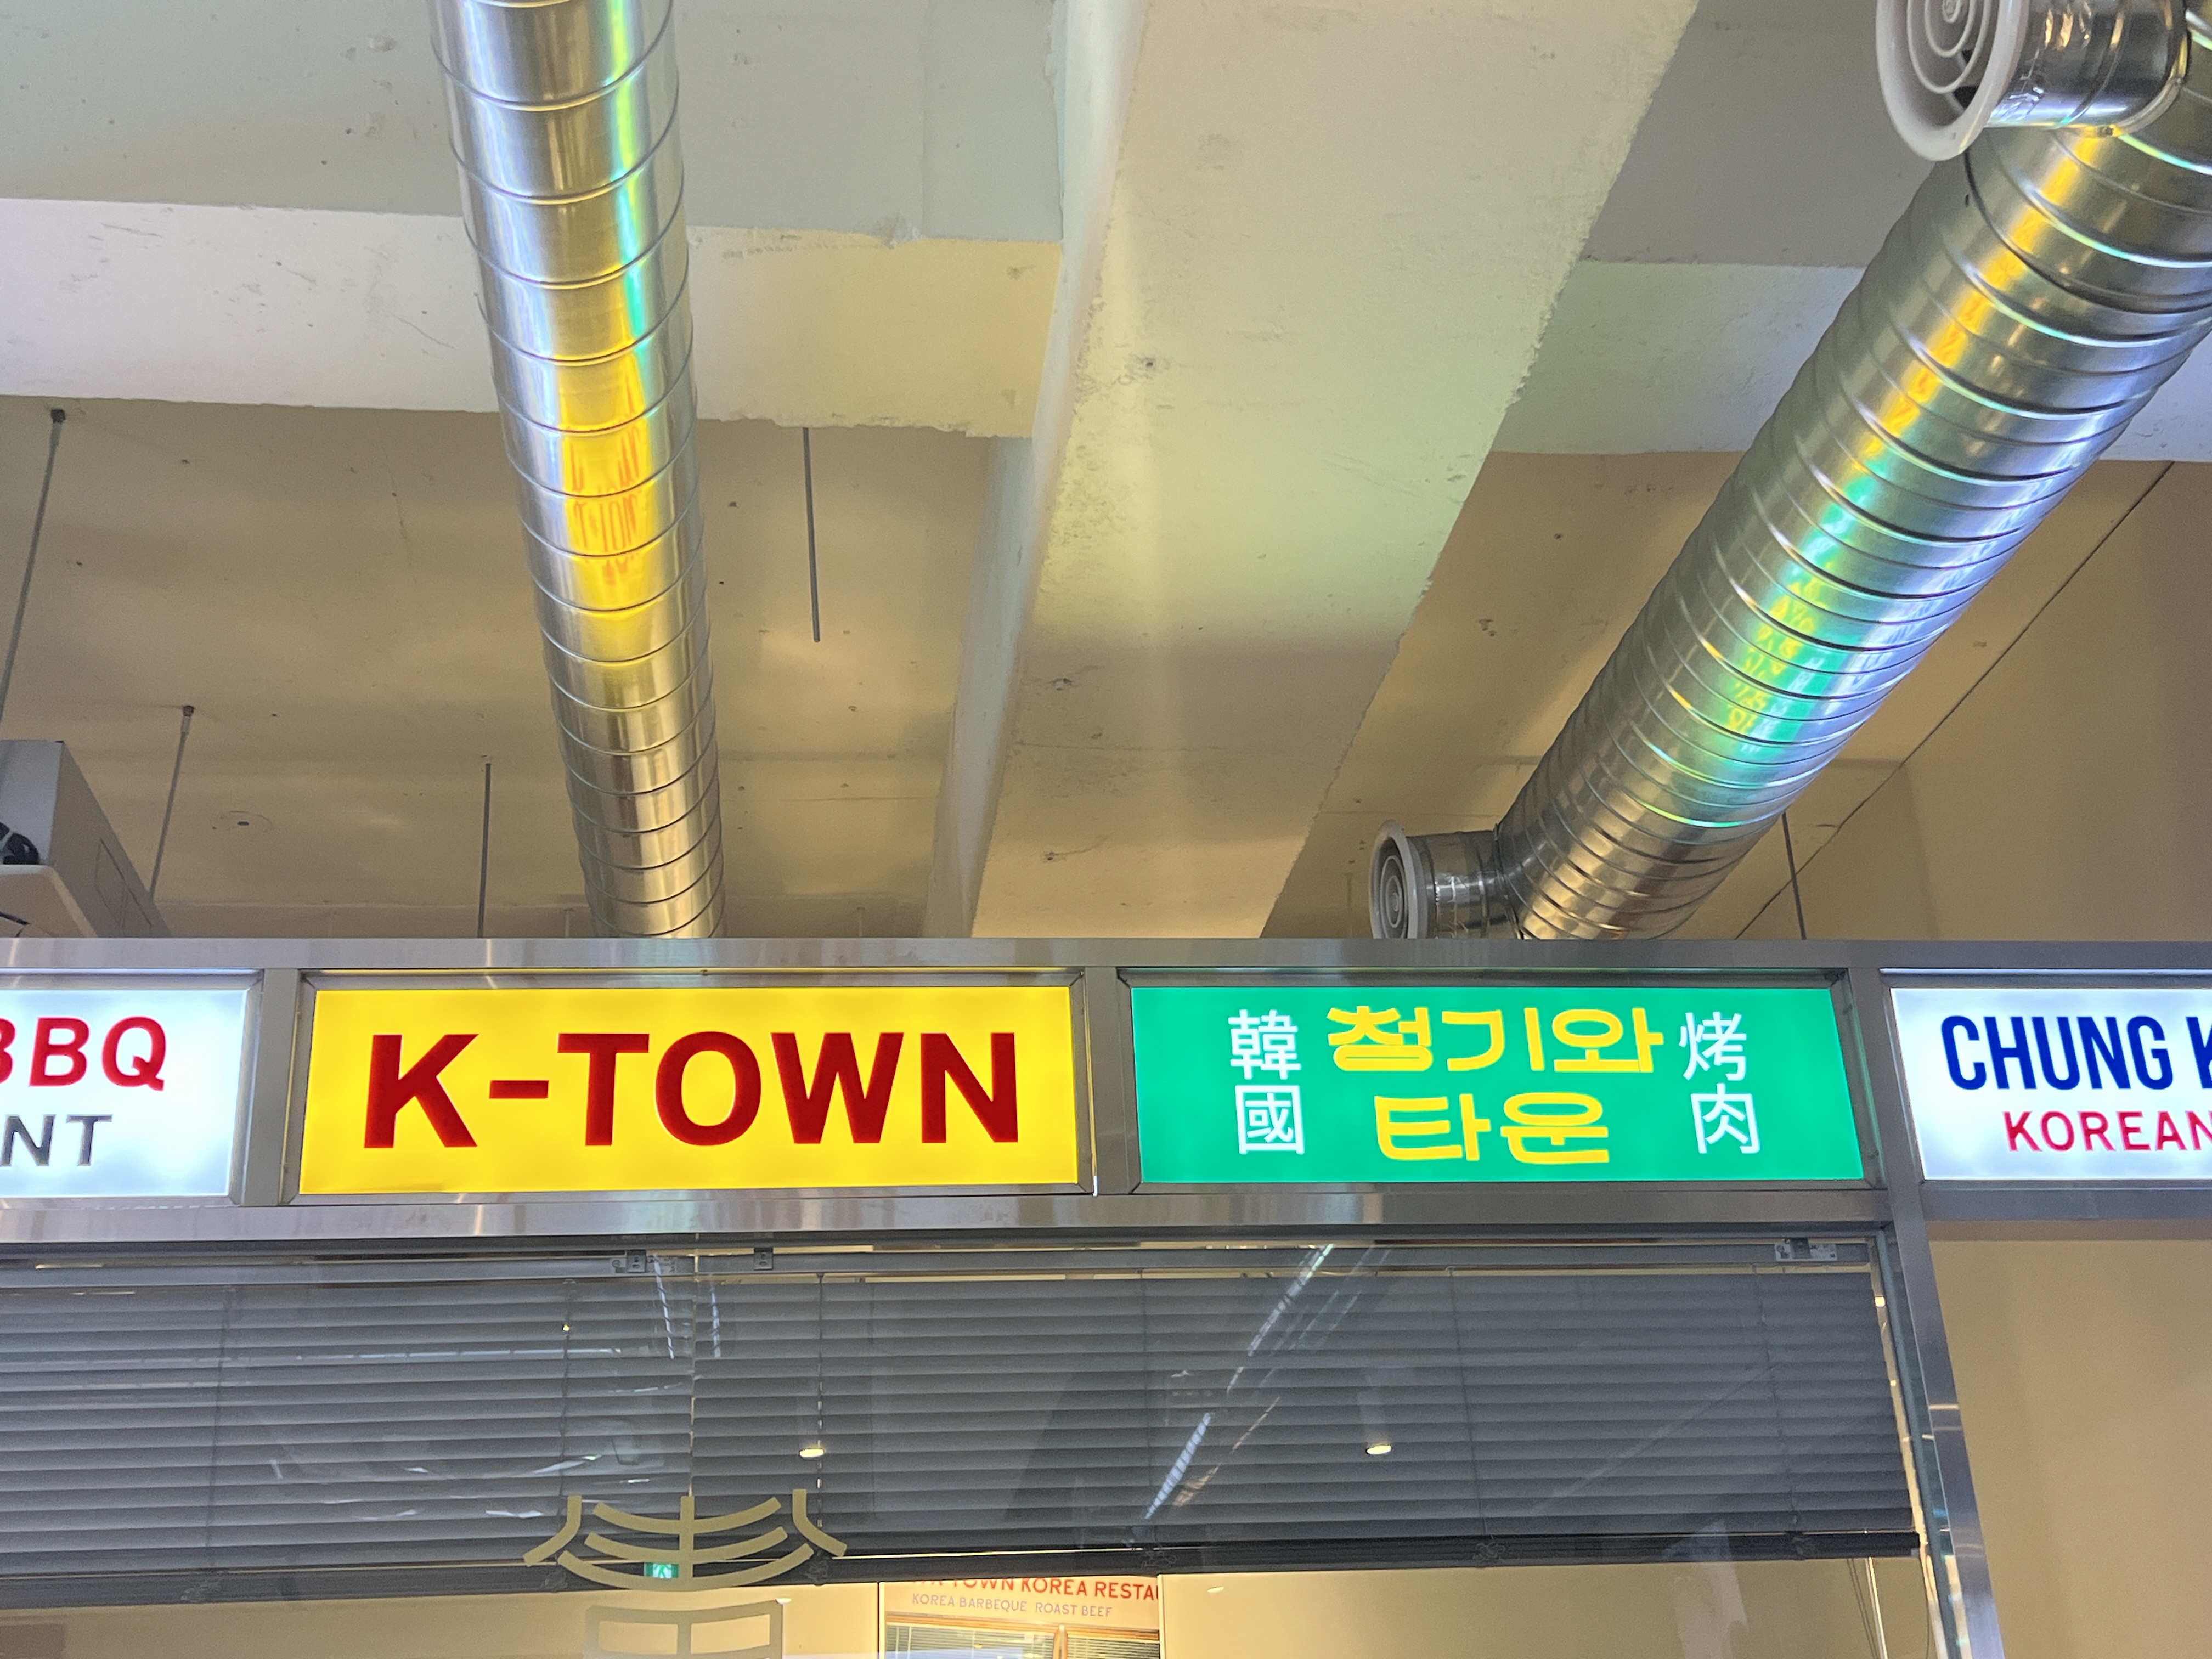 BBQ
NT
K-TOWN
韓國
청기와
타운
烤肉
CHUNG K
KOREAN
K-TOWN KOREA RESTAU
KOREA BARBEQUE ROAST BEEF